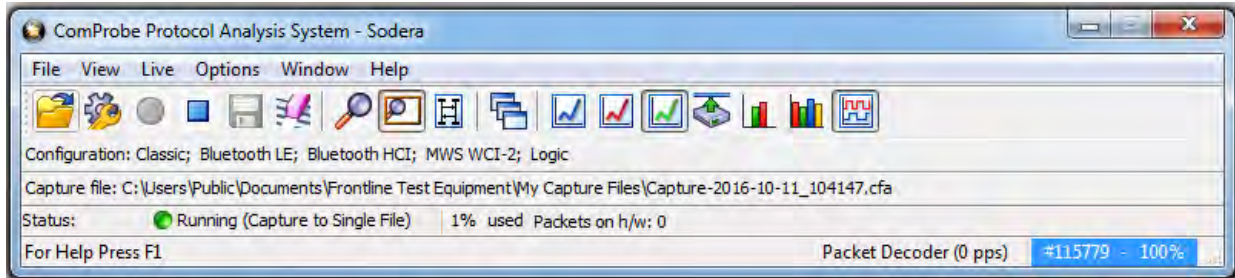 ComProbe Protocol Analysis System - Sodera
File View Live Options Window Help
Configuration: Classic; Bluetooth LE; Bluetooth HCI; MWS WCI-2; Logic
Capture file: C:\Users\Public\Documents\Frontline Test Equipment\My Capture Files\Capture-2016-10-11_104147.cfa
Status: Running (Capture to Single File) 1% used Packets on h/w: 0
For Help Press F1 Packet Decoder (0 pps) #115779 - 100%